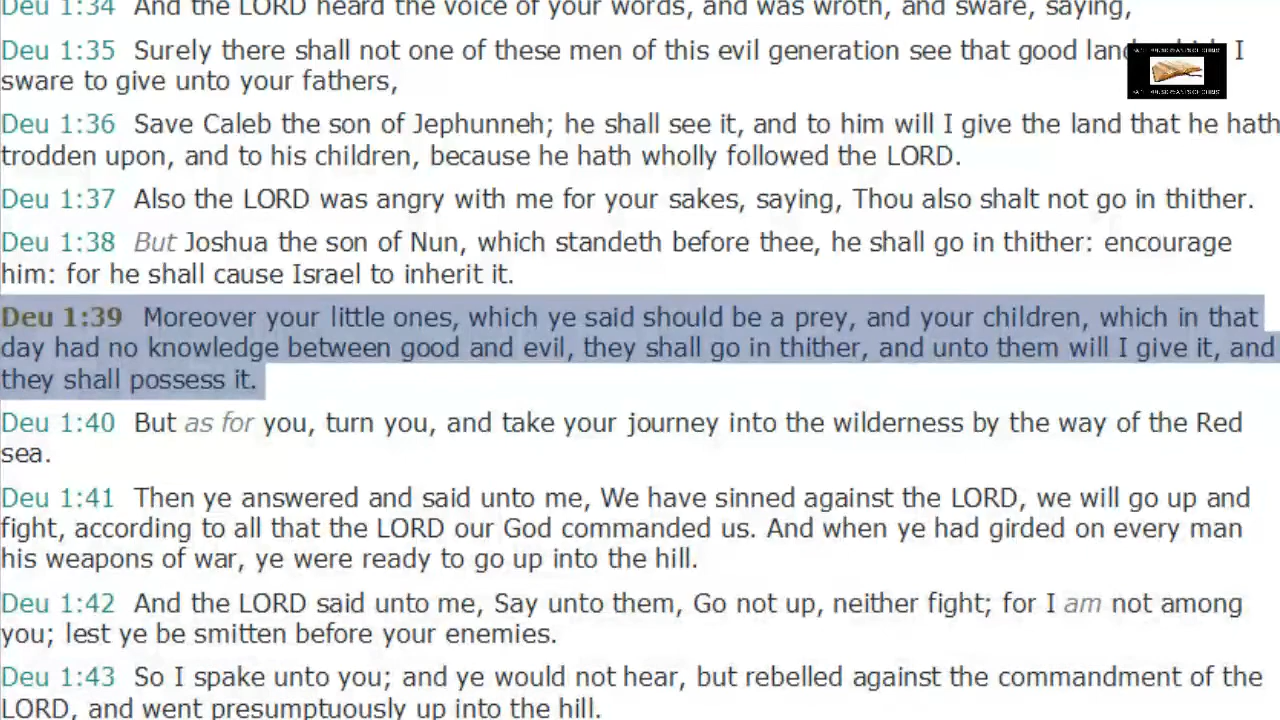 Deu 1:34 And the LORD heard the voice of your words, and was wroth, and sware, saying,
Deu 1:35 Surely there shall not one of these men of this evil generation see that good land I
sware to give unto your fathers,
Deu 1:36 Save Caleb the son of Jephunneh; he shall see it, and to him will I give the land that he hath
trodden upon, and to his children, because he hath wholly followed the LORD.
Deu 1:37 Also the LORD was angry with me for your sakes, saying, Thou also shalt not go in thither.
Deu 1:38 But Joshua the son of Nun, which standeth before thee, he shall go in thither: encourage
him: for he shall cause Israel to inherit it.
Deu 1:39 Moreover your little ones, which ye said should be a prey, and your children, which in that
day had no knowledge between good and evil, they shall go in thither, and unto them will I give it, and
they shall possess it.
Deu 1:40 But as for you, turn you, and take your journey into the wilderness by the way of the Red
sea.
Deu 1:41 Then ye answered and said unto me, We have sinned against the LORD, we will go up and
fight, according to all that the LORD our God commanded us. And when ye had girded on every man
his weapons of war, ye were ready to go up into the hill.
Deu 1:42 And the LORD said unto me, Say unto them, Go not up, neither fight; for I am not among
you; lest ye be smitten before your enemies.
Deu 1:43 So I spake unto you; and ye would not hear, but rebelled against the commandment of the
LORD, and went presumptuously up into the hill.